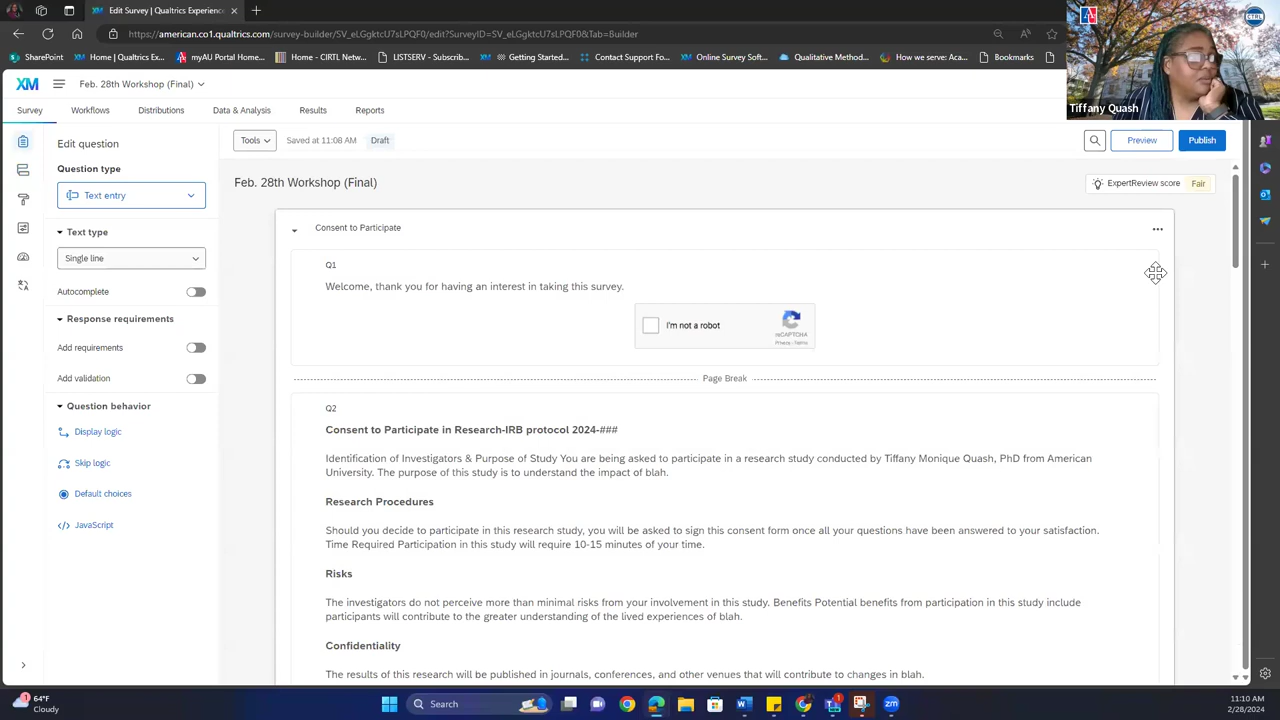 Edit Survey | Qualtrics Experience
https://american.co1.qualtrics.com/survey-builder/
SharePoint
Home | Qualtrics Exp...
myAU Portal Home...
Home - CIRTL Netwo...
LISTSERV - Subscrib...
Getting Started...
Contact Support Fo...
Online Survey Soft...
Qualitative Method...
How we serve: Aca...
Bookmarks
CTRL
Tiffany Quash
XM
Feb. 28th Workshop (Final)
Survey
Workflows
Distributions
Data & Analysis
Results
Reports
Edit question
Question type
Text entry
Text type
Single line
Autocomplete
Response requirements
Add requirements
Add validation
Question behavior
Display logic
Skip logic
Default choices
JavaScript
Tools
Saved at 11:08 AM
Draft
Preview
Publish
Feb. 28th Workshop (Final)
ExpertReview score
Fair
Consent to Participate
Q1
Welcome, thank you for having an interest in taking this survey.
I'm not a robot
reCAPTCHA
Privacy - Terms
Page Break
Q2
Consent to Participate in Research-IRB protocol 2024-###
Identification of Investigators & Purpose of Study You are being asked to participate in a research study conducted by Tiffany Monique Quash, PhD from American
University. The purpose of this study is to understand the impact of blah.
Research Procedures
Should you decide to participate in this research study, you will be asked to sign this consent form once all your questions have been answered to your satisfaction.
Time Required Participation in this study will require 10-15 minutes of your time.
Risks
The investigators do not perceive more than minimal risks from your involvement in this study. Benefits Potential benefits from participation in this study include
participants will contribute to the greater understanding of the lived experiences of blah.
Confidentiality
The results of this research will be published in journals, conferences, and other venues that will contribute to changes in blah.
64°F
Cloudy
Search
11:10 AM
2/28/2024